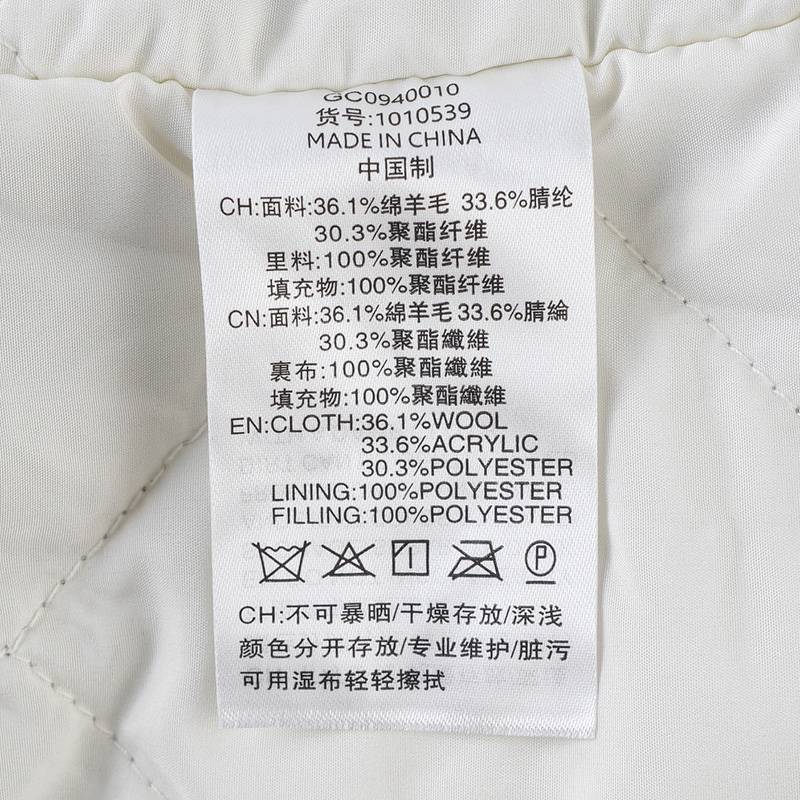 GC0940010
货号:1010539
MADE IN CHINA
中国制
CH:面料:36.1%绵羊毛 33.6%腈纶
30.3%聚酯纤维
里料:100%聚酯纤维
填充物:100%聚酯纤维
CN:面料:36.1%綿羊毛 33.6%腈綸
30.3%聚酯纖維
裏布:100%聚酯纖維
填充物:100%聚酯纖維
EN:CLOTH:36.1%WOOL
33.6%ACRYLIC
30.3%POLYESTER
LINING:100%POLYESTER
FILLING:100%POLYESTER
P
CH:不可暴晒/干燥存放/深浅
颜色分开存放/专业维护/脏污
可用湿布轻轻擦拭